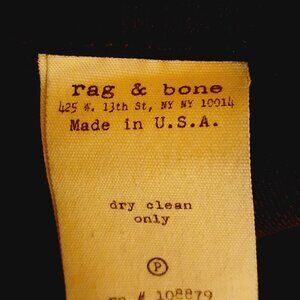 rag & bone
425 W. 13th St, NY NY 10014
Made in U.S.A.
dry clean
only
P
# 108879